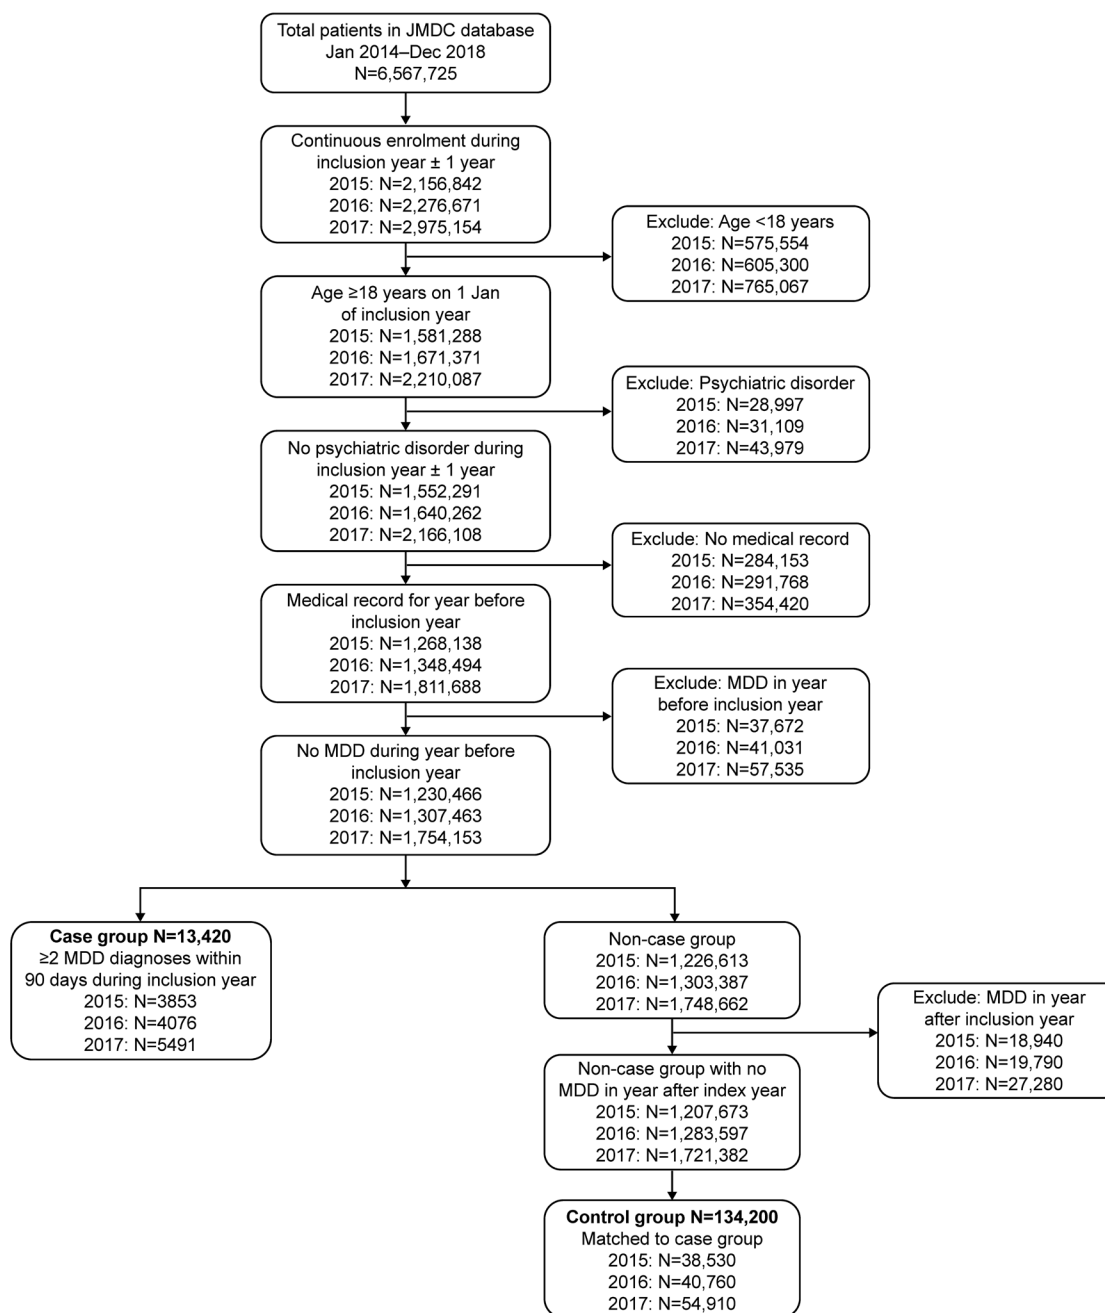 Total patients in JMDC database
Jan 2014–Dec 2018
N=6,567,725
Continuous enrolment during
inclusion year ± 1 year
2015: N=2,156,842
2016: N=2,276,671
2017: N=2,975,154
Exclude: Age <18 years
2015: N=575,554
2016: N=605,300
2017: N=765,067
Age ≥18 years on 1 Jan
of inclusion year
2015: N=1,581,288
2016: N=1,671,371
2017: N=2,210,087
Exclude: Psychiatric disorder
2015: N=28,997
2016: N=31,109
2017: N=43,979
No psychiatric disorder during
inclusion year ± 1 year
2015: N=1,552,291
2016: N=1,640,262
2017: N=2,166,108
Exclude: No medical record
2015: N=284,153
2016: N=291,768
2017: N=354,420
Medical record for year before
inclusion year
2015: N=1,268,138
2016: N=1,348,494
2017: N=1,811,688
Exclude: MDD in year
before inclusion year
2015: N=37,672
2016: N=41,031
2017: N=57,535
No MDD during year before
inclusion year
2015: N=1,230,466
2016: N=1,307,463
2017: N=1,754,153
Case group N=13,420
≥2 MDD diagnoses within
90 days during inclusion year
2015: N=3853
2016: N=4076
2017: N=5491
Non-case group
2015: N=1,226,613
2016: N=1,303,387
2017: N=1,748,662
Exclude: MDD in year
after inclusion year
2015: N=18,940
2016: N=19,790
2017: N=27,280
Non-case group with no
MDD in year after index year
2015: N=1,207,673
2016: N=1,283,597
2017: N=1,721,382
Control group N=134,200
Matched to case group
2015: N=38,530
2016: N=40,760
2017: N=54,910